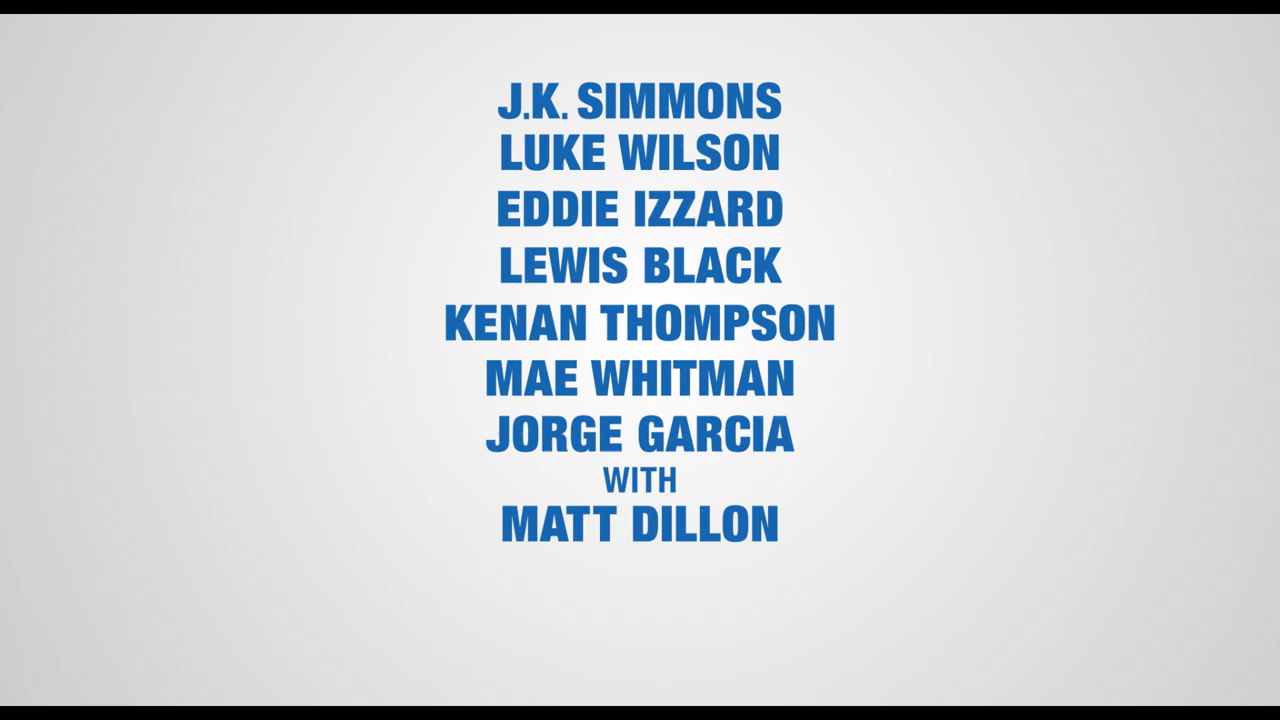 J.K. SIMMONS
LUKE WILSON
EDDIE IZZARD
LEWIS BLACK
KENAN THOMPSON
MAE WHITMAN
JORGE GARCIA
WITH
MATT DILLON